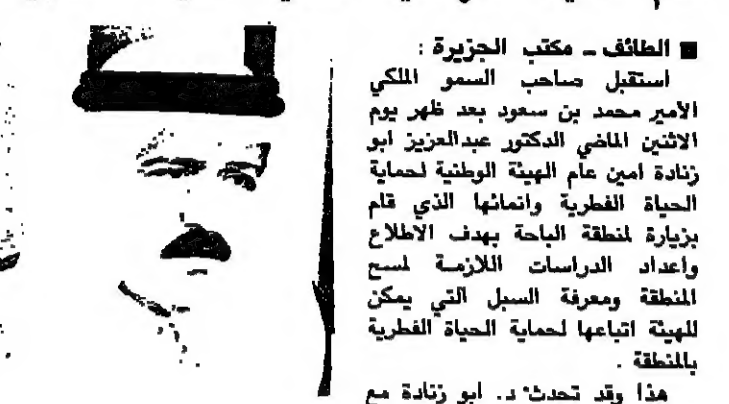 ■ الطائف ـ مكتب الجزيرة :
استقبل صاحب السمو الملكي
الأمير محمد بن سعود بعد ظهر يوم
الاثنين الماضي الدكتور عبدالعزيز ابو
زنادة امين عام الهيئة الوطنية لحماية
الحياة الفطرية وانمائها الذي قام
بزيارة لمنطقة الباحة بهدف الاطلاع
واعداد الدراسات اللازمة لمسح
المنطقة ومعرفة السبل التي يمكن
للهيئة اتباعها لحماية الحياة الفطرية
بالمنطقة .
هذا وقد تحدث د. ابو زنادة مع